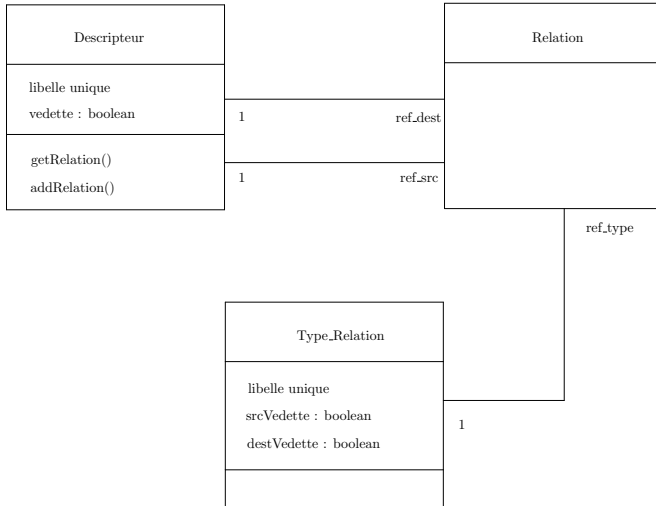 Descripteur
libelle unique
vedette : boolean
getRelation()
addRelation()
Relation
1
ref_dest
1
ref_src
ref_type
Type_Relation
libelle unique
srcVedette : boolean
destVedette : boolean
1